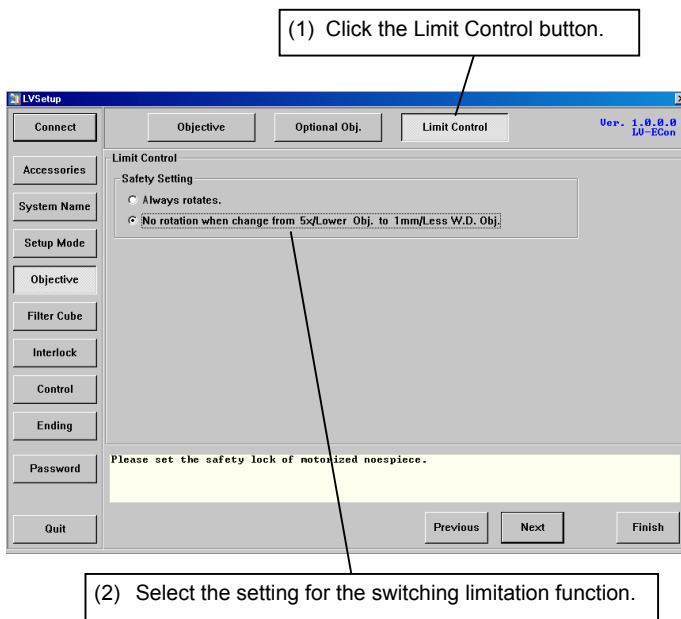 (1) Click the Limit Control button.
LVSetup
Connect
Objective
Optional Obj.
Limit Control
Ver. 1.0.0.0
LV-ECon
Accessories
System Name
Setup Mode
Objective
Filter Cube
Interlock
Control
Ending
Password
Quit
Limit Control
Safety Setting
Always rotates.
No rotation when change from 5x/Lower Obj. to 1mm/Less W.D. Obj.
Please set the safety lock of motorized noespiece.
Previous
Next
Finish
(2) Select the setting for the switching limitation function.